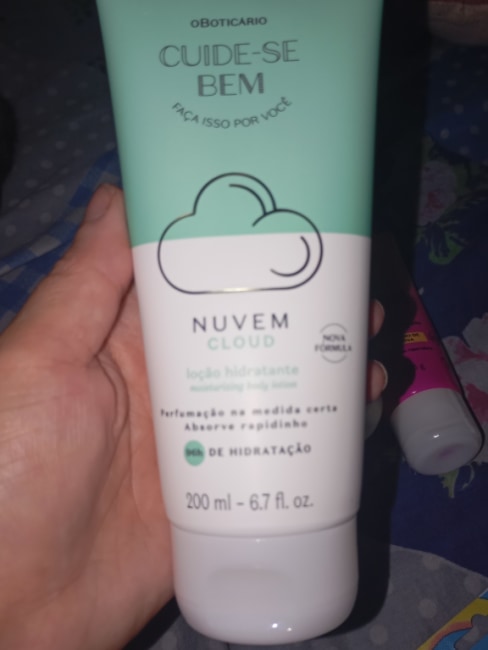 oBOTICÁRIO
CUIDE-SE
BEM
FAÇA ISSO POR VOCÊ
NUVEM
CLOUD
NOVA
FÓRMULA
loção hidratante
moisturizing body lotion
Perfumação na medida certa
Absorve rapidinho
DE HIDRATAÇÃO
200 ml - 6.7 fl. oz.